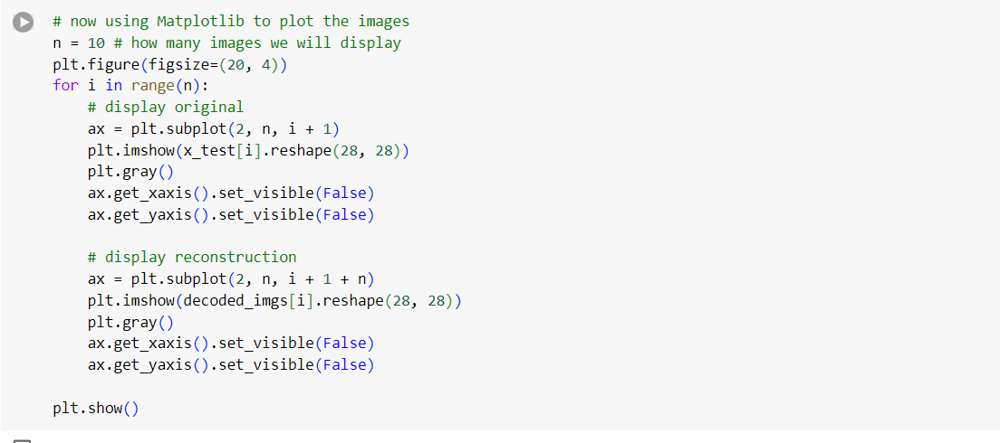 # now using Matplotlib to plot the images
n = 10 # how many images we will display
plt.figure(figsize=(20, 4))
for i in range(n):
    # display original
    ax = plt.subplot(2, n, i + 1)
    plt.imshow(x_test[i].reshape(28, 28))
    plt.gray()
    ax.get_xaxis().set_visible(False)
    ax.get_yaxis().set_visible(False)

    # display reconstruction
    ax = plt.subplot(2, n, i + 1 + n)
    plt.imshow(decoded_imgs[i].reshape(28, 28))
    plt.gray()
    ax.get_xaxis().set_visible(False)
    ax.get_yaxis().set_visible(False)

plt.show()